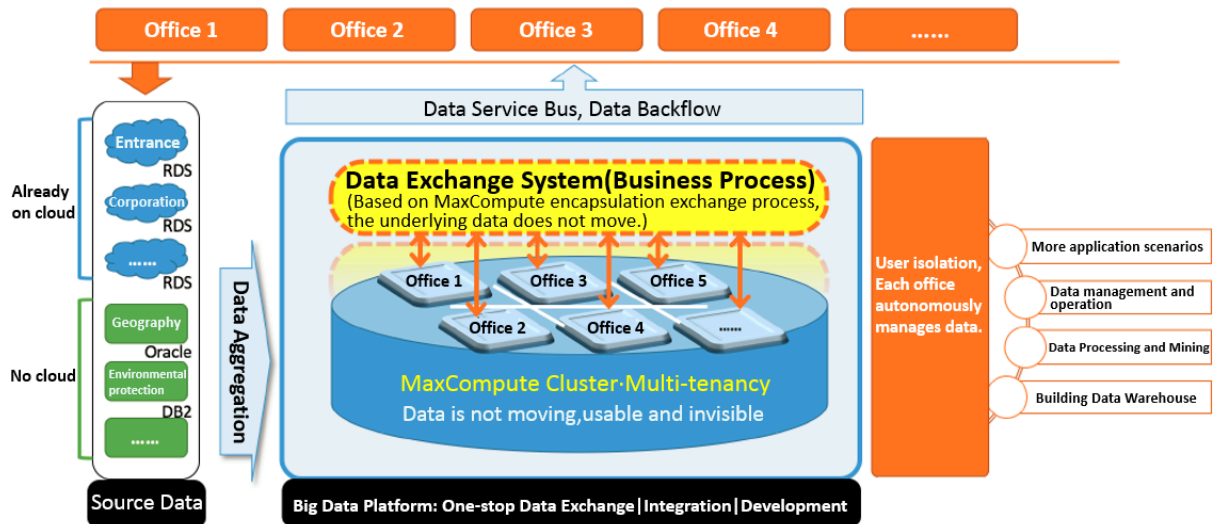 Office 1
Office 2
Office 3
Office 4
……
Data Service Bus, Data Backflow
Already
on cloud
Entrance
RDS
Corporation
RDS
……
RDS
No cloud
Geography
Oracle
Environmental
protection
DB2
……
Source Data
Data Aggregation
Data Exchange System(Business Process)
(Based on MaxCompute encapsulation exchange process,
the underlying data does not move.)
Office 1
Office 3
Office 5
Office 2
Office 4
……
MaxCompute Cluster·Multi-tenancy
Data is not moving,usable and invisible
Big Data Platform: One-stop Data Exchange|Integration|Development
User isolation,
Each office
autonomously
manages data.
More application scenarios
Data management and
operation
Data Processing and Mining
Building Data Warehouse